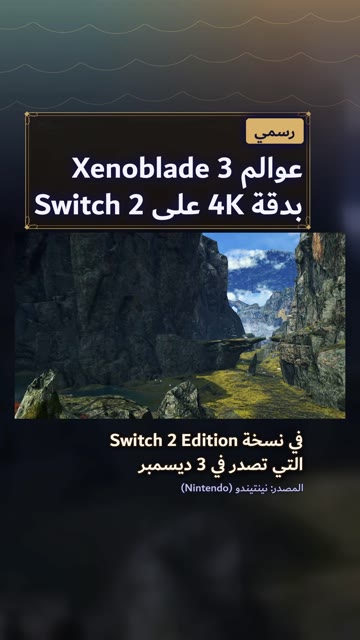 رسمي
عوالم Xenoblade 3
بدقة 4K على Switch 2
في نسخة Switch 2 Edition
التي تصدر في 3 ديسمبر
المصدر: نينتيندو (Nintendo)